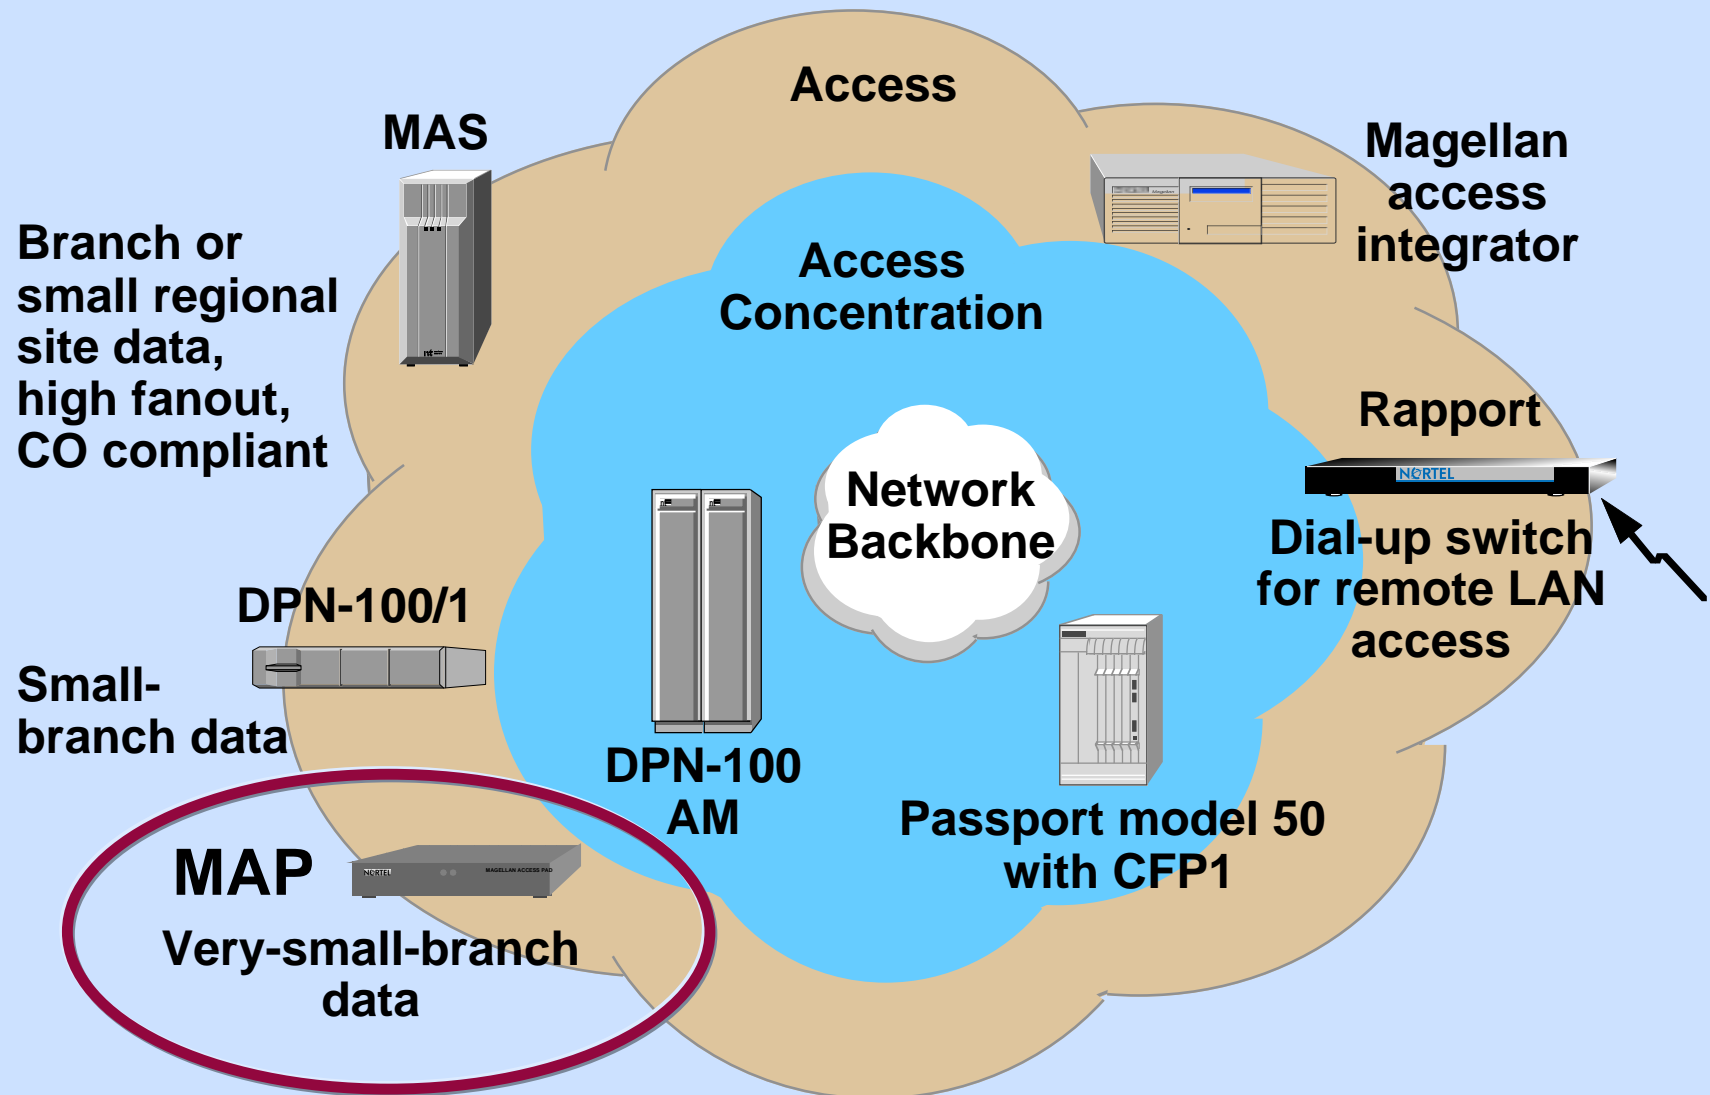 Access
MAS
Magellan
access
integrator
Magellan
Branch or
small regional
site data,
high fanout,
CO compliant
nt
Access
Concentration
Rapport
NORTEL
Dial-up switch
for remote LAN
access
Network
Backbone
DPN-100/1
Small-
branch data
DPN-100
AM
Passport model 50
with CFP1
MAP
NORTEL
MAGELLAN ACCESS PAD
Very-small-branch
data